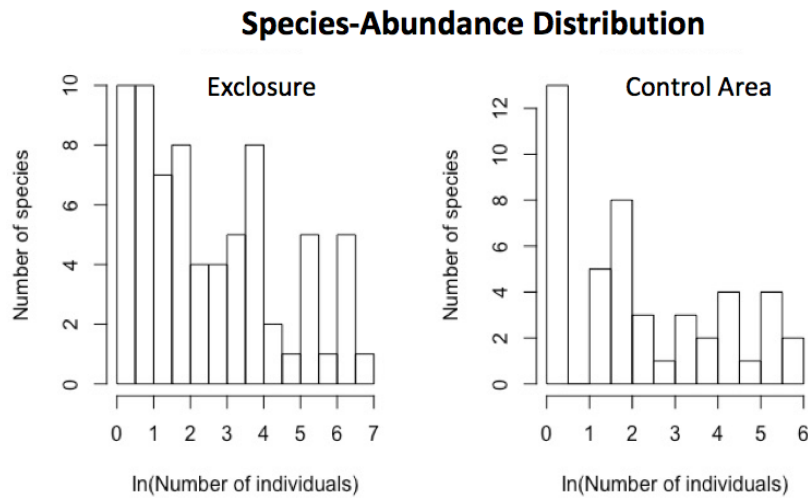 Species-Abundance Distribution
Exclosure
Number of species
0 2 4 6 8 10
0 1 2 3 4 5 6 7
ln(Number of individuals)
Control Area
Number of species
0 2 4 6 8 10 12
0 1 2 3 4 5 6
ln(Number of individuals)